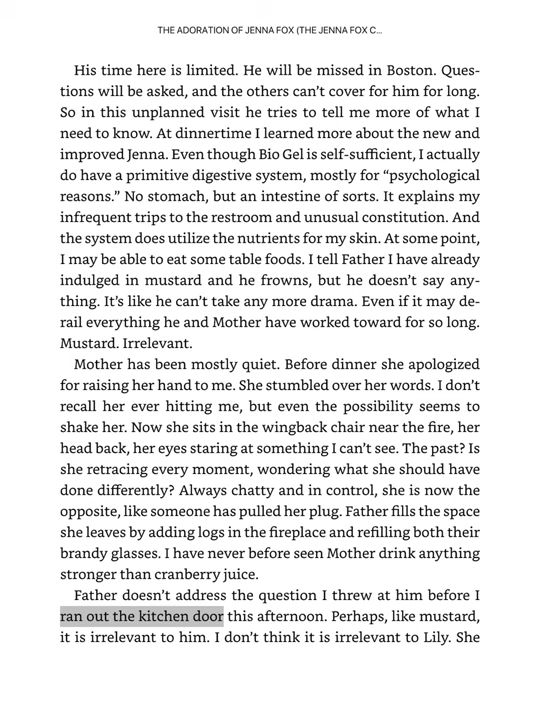 THE ADORATION OF JENNA FOX (THE JENNA FOX C...
His time here is limited. He will be missed in Boston. Ques-
tions will be asked, and the others can’t cover for him for long.
So in this unplanned visit he tries to tell me more of what I
need to know. At dinnertime I learned more about the new and
improved Jenna. Even though Bio Gel is self-sufficient, I actually
do have a primitive digestive system, mostly for “psychological
reasons.” No stomach, but an intestine of sorts. It explains my
infrequent trips to the restroom and unusual constitution. And
the system does utilize the nutrients for my skin. At some point,
I may be able to eat some table foods. I tell Father I have already
indulged in mustard and he frowns, but he doesn’t say any-
thing. It’s like he can’t take any more drama. Even if it may de-
rail everything he and Mother have worked toward for so long.
Mustard. Irrelevant.
Mother has been mostly quiet. Before dinner she apologized
for raising her hand to me. She stumbled over her words. I don’t
recall her ever hitting me, but even the possibility seems to
shake her. Now she sits in the wingback chair near the fire, her
head back, her eyes staring at something I can’t see. The past? Is
she retracing every moment, wondering what she should have
done differently? Always chatty and in control, she is now the
opposite, like someone has pulled her plug. Father fills the space
she leaves by adding logs in the fireplace and refilling both their
brandy glasses. I have never before seen Mother drink anything
stronger than cranberry juice.
Father doesn’t address the question I threw at him before I
ran out the kitchen door this afternoon. Perhaps, like mustard,
it is irrelevant to him. I don’t think it is irrelevant to Lily. She